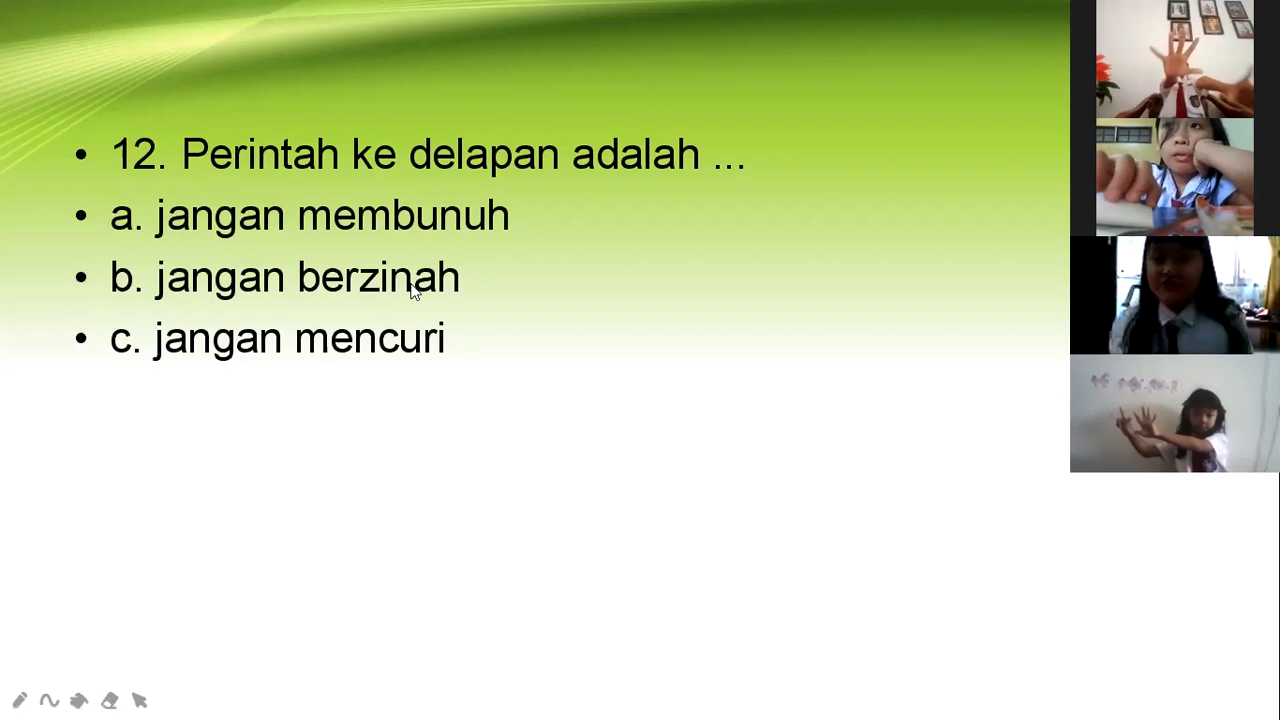 • 12. Perintah ke delapan adalah ...
• a. jangan membunuh
• b. jangan berzinah
• c. jangan mencuri